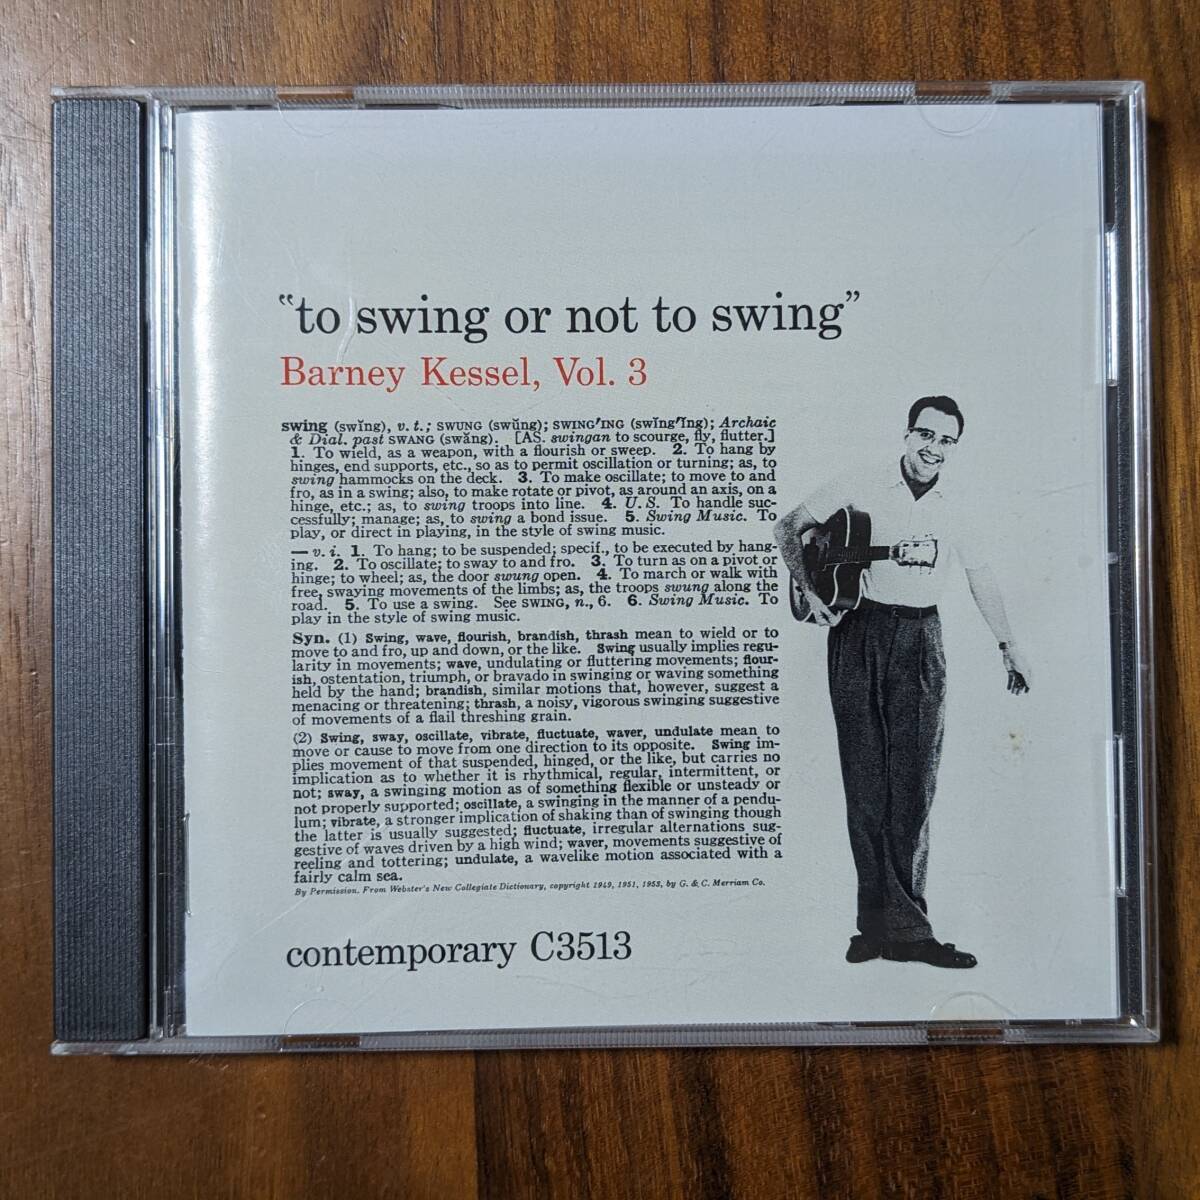 "to swing or not to swing"
Barney Kessel, Vol. 3
swing (swĭng), v. t.; SWUNG (swŭng); SWING'ING (swĭng'ĭng); Archaic
& Dial. past SWANG (swăng). [AS. swingan to scourge, fly, flutter.]
1. To wield, as a weapon, with a flourish or sweep. 2. To hang by
hinges, end supports, etc., so as to permit oscillation or turning; as, to
swing hammocks on the deck. 3. To make oscillate; to move to and
fro, as in a swing; also, to make rotate or pivot, as around an axis, on a
hinge, etc.; as, to swing troops into line. 4. U. S. To handle suc-
cessfully; manage; as, to swing a bond issue. 5. Swing Music. To
play, or direct in playing, in the style of swing music.
— v. i. 1. To hang; to be suspended; specif., to be executed by hang-
ing. 2. To oscillate; to sway to and fro. 3. To turn as on a pivot or
hinge; to wheel; as, the door swung open. 4. To march or walk with
free, swaying movements of the limbs; as, the troops swung along the
road. 5. To use a swing. See SWING, n., 6. 6. Swing Music. To
play in the style of swing music.
Syn. (1) Swing, wave, flourish, brandish, thrash mean to wield or to
move to and fro, up and down, or the like. Swing usually implies regu-
larity in movements; wave, undulating or fluttering movements; flour-
ish, ostentation, triumph, or bravado in swinging or waving something
held by the hand; brandish, similar motions that, however, suggest a
menacing or threatening; thrash, a noisy, vigorous swinging suggestive
of movements of a flail threshing grain.
(2) Swing, sway, oscillate, vibrate, fluctuate, waver, undulate mean to
move or cause to move from one direction to its opposite. Swing im-
plies movement of that suspended, hinged, or the like, but carries no
implication as to whether it is rhythmical, regular, intermittent, or
not; sway, a swinging motion as of something flexible or unsteady or
not properly supported; oscillate, a swinging in the manner of a pendu-
lum; vibrate, a stronger implication of shaking than of swinging though
the latter is usually suggested; fluctuate, irregular alternations sug-
gestive of waves driven by a high wind; waver, movements suggestive of
reeling and tottering; undulate, a wavelike motion associated with a
fairly calm sea.
By Permission. From Webster's New Collegiate Dictionary, copyright 1949, 1951, 1953, by G. & C. Merriam Co.
contemporary C3513